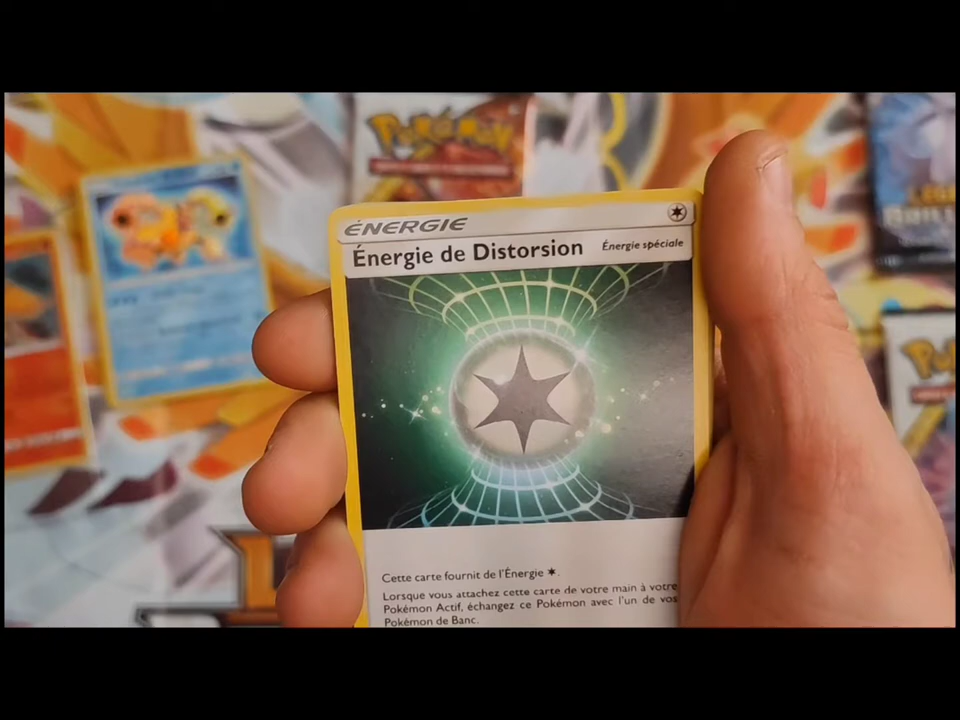 Pokémon
ÉNERGIE
Énergie de Distorsion
Énergie spéciale
Cette carte fournit de l'Énergie
Lorsque vous attachez cette carte de votre main à votre
Pokémon Actif, échangez ce Pokémon avec l'un de vos
Pokémon de Banc.